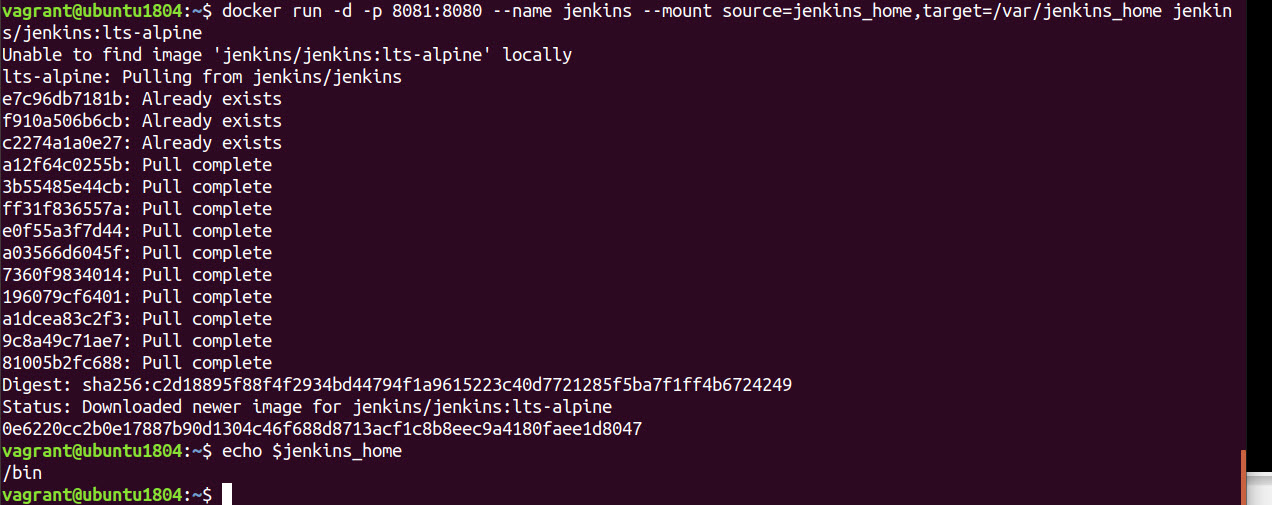 vagrant@ubuntu1804:~$ docker run -d -p 8081:8080 --name jenkins --mount source=jenkins_home,target=/var/jenkins_home jenkin
s/jenkins:lts-alpine
Unable to find image 'jenkins/jenkins:lts-alpine' locally
lts-alpine: Pulling from jenkins/jenkins
e7c96db7181b: Already exists
f910a506b6cb: Already exists
c2274a1a0e27: Already exists
a12f64c0255b: Pull complete
3b55485e44cb: Pull complete
ff31f836557a: Pull complete
e0f55a3f7d44: Pull complete
a03566d6045f: Pull complete
7360f9834014: Pull complete
196079cf6401: Pull complete
a1dcea83c2f3: Pull complete
9c8a49c71ae7: Pull complete
81005b2fc688: Pull complete
Digest: sha256:c2d18895f88f4f2934bd44794f1a9615223c40d7721285f5ba7f1ff4b6724249
Status: Downloaded newer image for jenkins/jenkins:lts-alpine
0e6220cc2b0e17887b90d1304c46f688d8713acf1c8b8eec9a4180faee1d8047
vagrant@ubuntu1804:~$ echo $jenkins_home
/bin
vagrant@ubuntu1804:~$